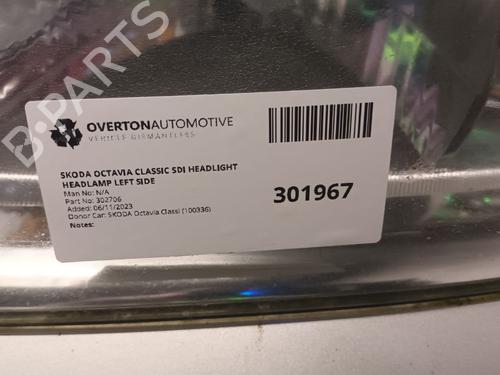 B-PARTS
OVERTONAUTOMOTIVE
VEHICLE DISMANTLERS
SKODA OCTAVIA CLASSIC SDI HEADLIGHT
HEADLAMP LEFT SIDE
Man No: N/A
Part No: 302706
Added: 06/11/2023
Donor Car: SKODA Octavia Classi (100336)
Notes:
301967